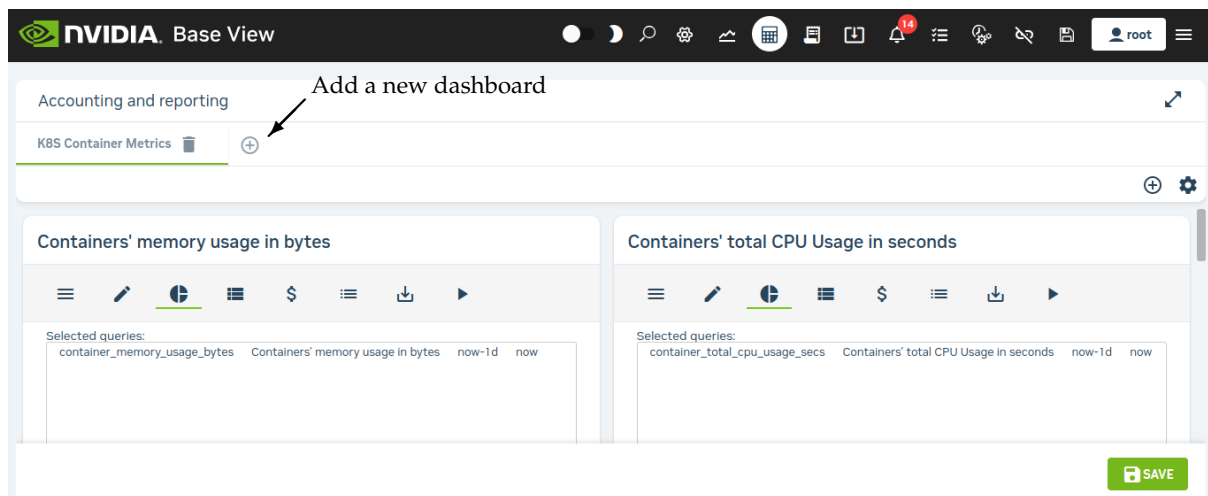 NVIDIA. Base View
14
root
Add a new dashboard
Accounting and reporting
K8S Container Metrics
Containers' memory usage in bytes
Containers' total CPU Usage in seconds
$
$
Selected queries:
container_memory_usage_bytes Containers' memory usage in bytes now-1d now
Selected queries:
container_total_cpu_usage_secs Containers' total CPU Usage in seconds now-1d now
SAVE